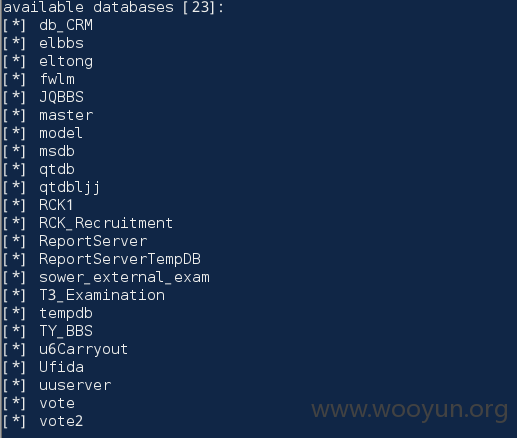 available databases [23]:
[*] db_CRM
[*] elbbs
[*] eltong
[*] fwlm
[*] JQBBS
[*] master
[*] model
[*] msdb
[*] qtdb
[*] qtdbljj
[*] RCK1
[*] RCK_Recruitment
[*] ReportServer
[*] ReportServerTempDB
[*] sower_external_exam
[*] T3_Examination
[*] tempdb
[*] TY_BBS
[*] u6Carryout
[*] Ufida
[*] uuserver
[*] vote
[*] vote2
www.wooyun.org